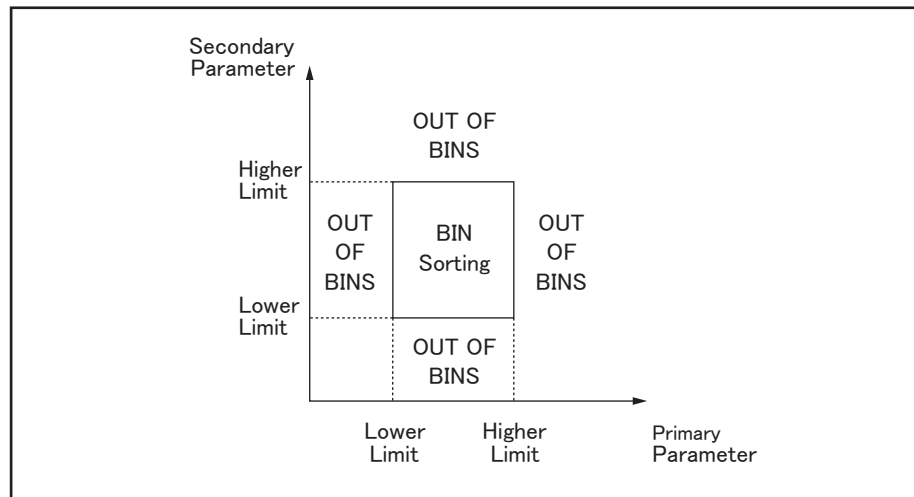 Secondary
Parameter
OUT OF
BINS
Higher
Limit
OUT
OF
BINS
BIN
Sorting
OUT
OF
BINS
Lower
Limit
OUT OF
BINS
Lower
Limit
Higher
Limit
Primary
Parameter